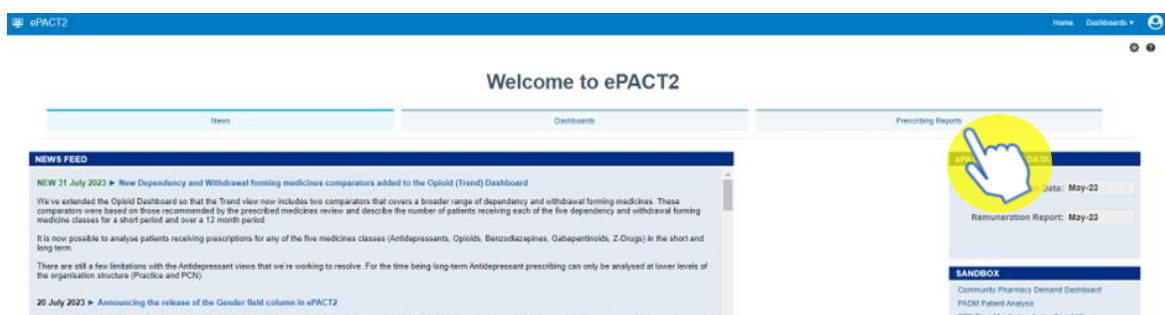 ePACT2
Home Dashboards
Welcome to ePACT2
News Dashboards Prescribing Reports
NEWS FEED
DATA
NEW 31 July 2023 ► New Dependency and Withdrawal forming medicines comparators added to the Opioid (Trend) Dashboard
Data: May-23
We've extended the Opioid Dashboard so that the Trend view now includes two comparators that covers a broader range of dependency and withdrawal forming medicines. These
comparators were based on those recommended by the prescribed medicines review and describe the number of patients receiving each of the five dependency and withdrawal forming
medicine classes for a short period and over a 12 month period.
Remuneration Report: May-23
It is now possible to analyse patients receiving prescriptions for any of the five medicines classes (Antidepressants, Opioids, Benzodiazepines, Gabapentinoids, Z-Drugs) in the short and
long term.
There are still a few limitations with the Antidepressant views that we're working to resolve. For the time being long-term Antidepressant prescribing can only be analysed at lower levels of
the organisation structure (Practice and PCN).
SANDBOX
Community Pharmacy Demand Dashboard
PADM Patient Analysis
20 July 2023 ► Announcing the release of the Gender field column in ePACT2